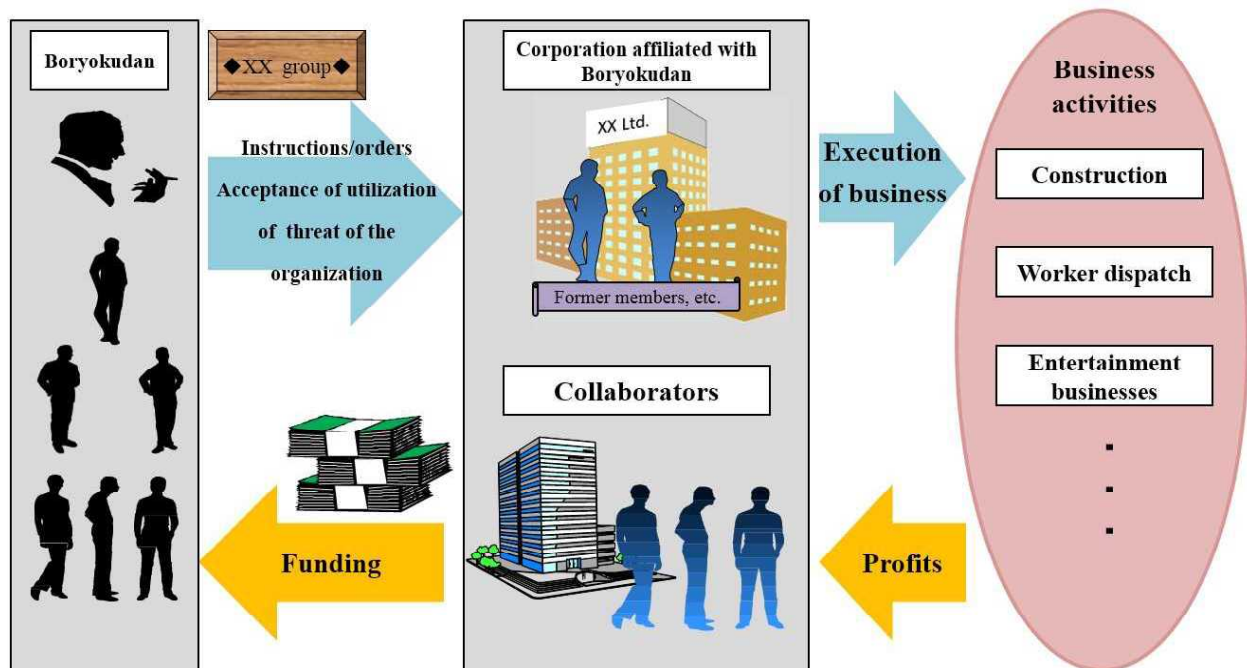 Boryokudan
◆XX group◆
Instructions/orders
Acceptance of utilization
of threat of the
organization
Funding
Corporation affiliated with
Boryokudan
XX Ltd.
Former members, etc.
Collaborators
Execution
of business
Profits
Business
activities
Construction
Worker dispatch
Entertainment
businesses